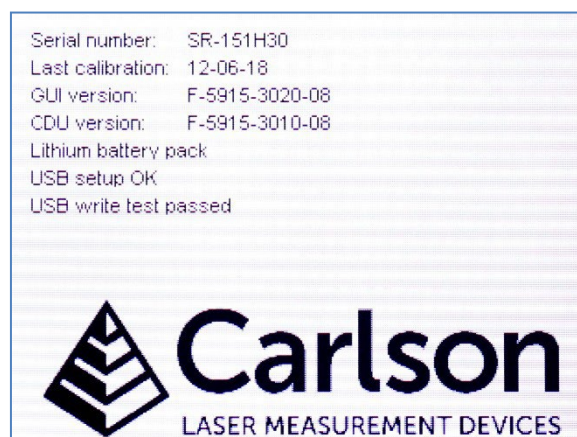 Serial number: SR-151H30
Last calibration: 12-06-18
GUI version: F-5915-3020-08
CDU version: F-5915-3010-08
Lithium battery pack
USB setup OK
USB write test passed
Carlson
LASER MEASUREMENT DEVICES